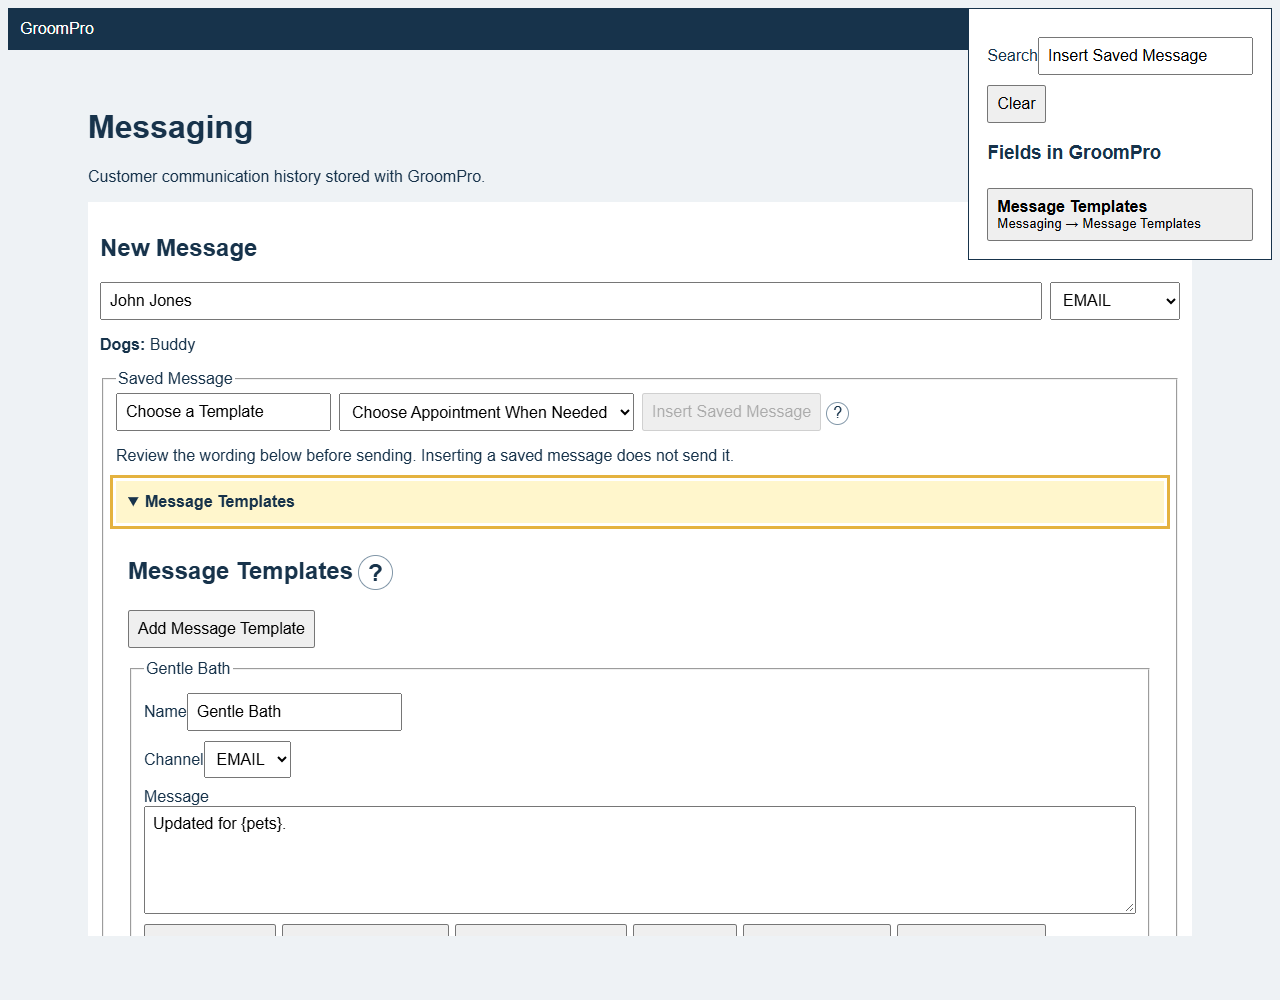 GroomPro
Search Insert Saved Message
Clear
Fields in GroomPro
Message Templates
Messaging → Message Templates
Messaging
Customer communication history stored with GroomPro.
New Message
John Jones EMAIL
Dogs: Buddy
Saved Message
Choose a Template Choose Appointment When Needed Insert Saved Message ?
Review the wording below before sending. Inserting a saved message does not send it.
▼ Message Templates
Message Templates ?
Add Message Template
Gentle Bath
Name Gentle Bath
Channel EMAIL
Message
Updated for {pets}.